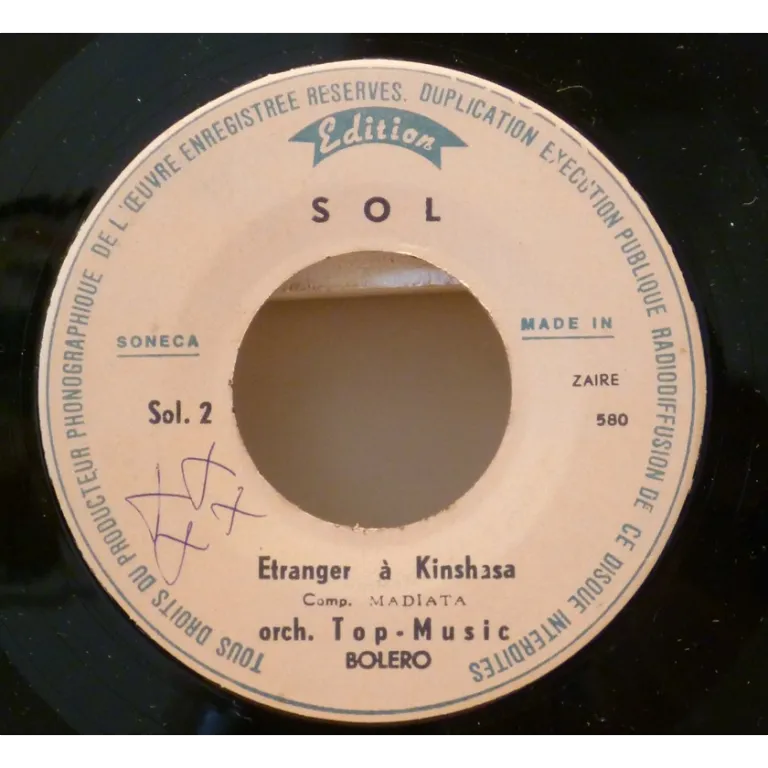 TOUS DROITS DU PRODUCTEUR PHONOGRAPHIQUE DE L'ŒUVRE ENREGISTREE RESERVES. DUPLICATION EXECUTION PUBLIQUE RADIODIFFUSION DE CE DISQUE INTERDITES
Edition
SOL
SONECA
MADE IN
ZAIRE
Sol. 2
580
Etranger à Kinshasa
Comp. MADIATA
orch. Top-Music
BOLERO